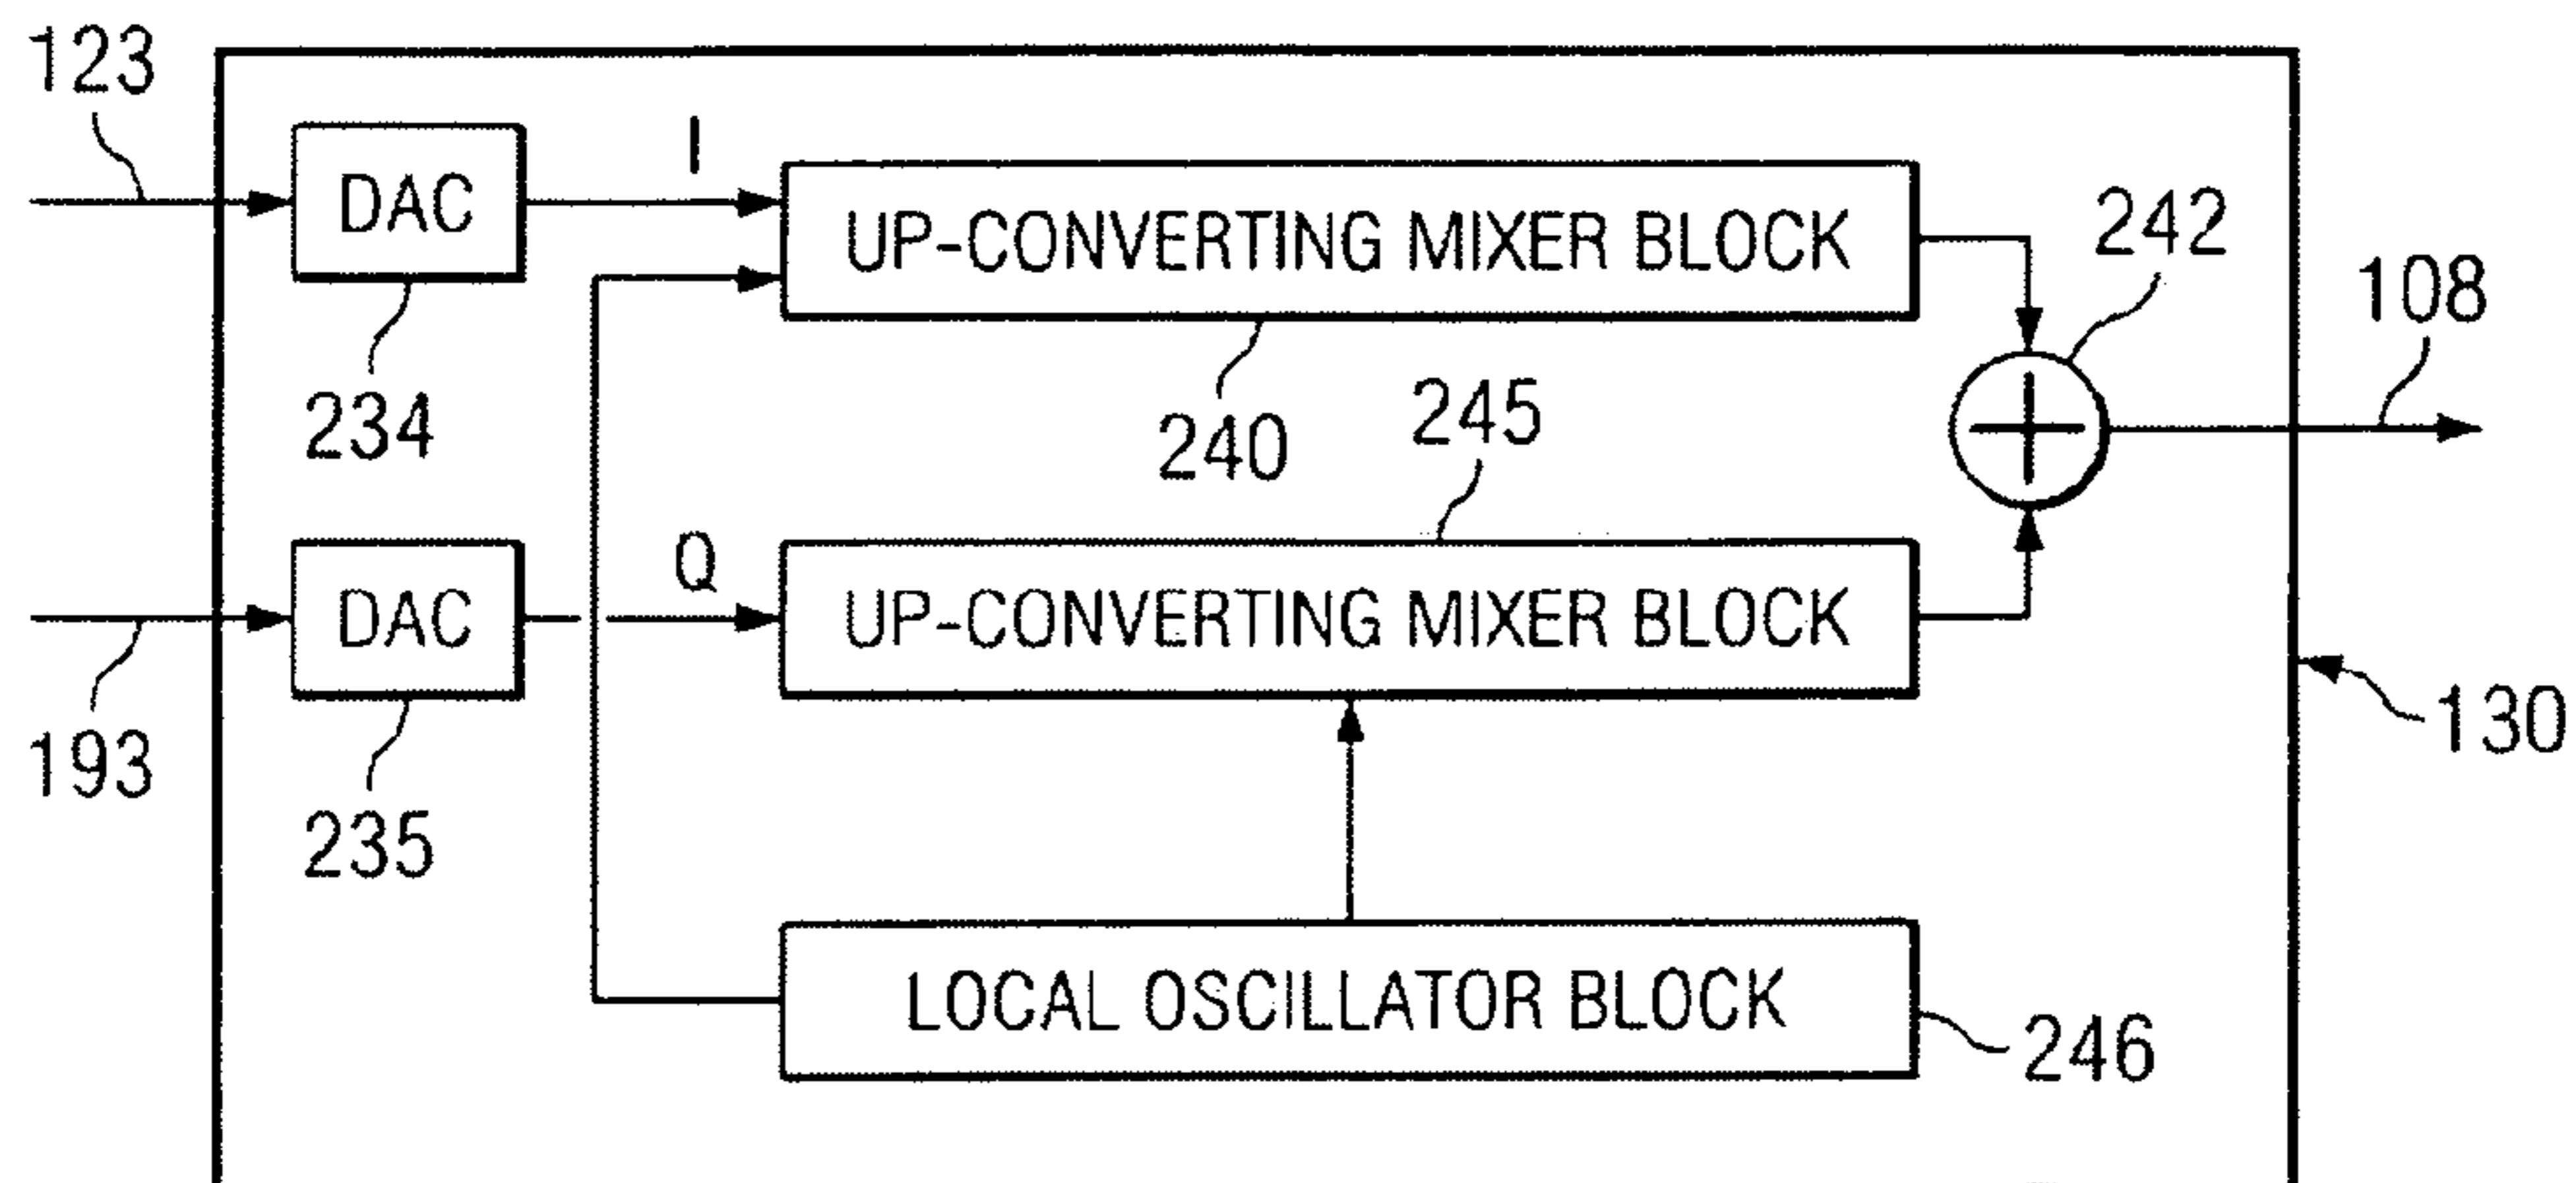 123
DAC
I
UP-CONVERTING MIXER BLOCK
242
108
234
240
245
193
DAC
Q
UP-CONVERTING MIXER BLOCK
130
235
LOCAL OSCILLATOR BLOCK
246